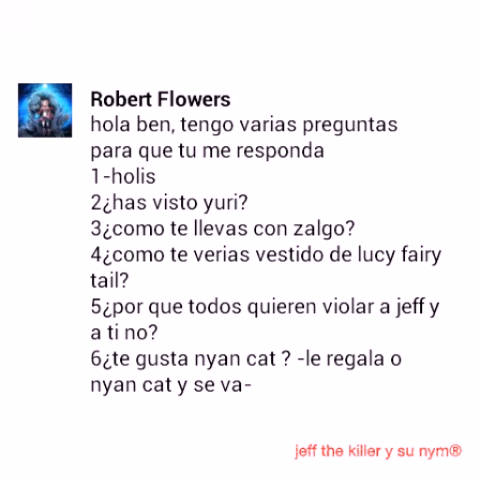 Robert Flowers
hola ben, tengo varias preguntas
para que tu me responda
1-holis
2¿has visto yuri?
3¿como te llevas con zalgo?
4¿como te verias vestido de lucy fairy
tail?
5¿por que todos quieren violar a jeff y
a ti no?
6¿te gusta nyan cat ? -le regala o
nyan cat y se va-
jeff the killer y su nym®